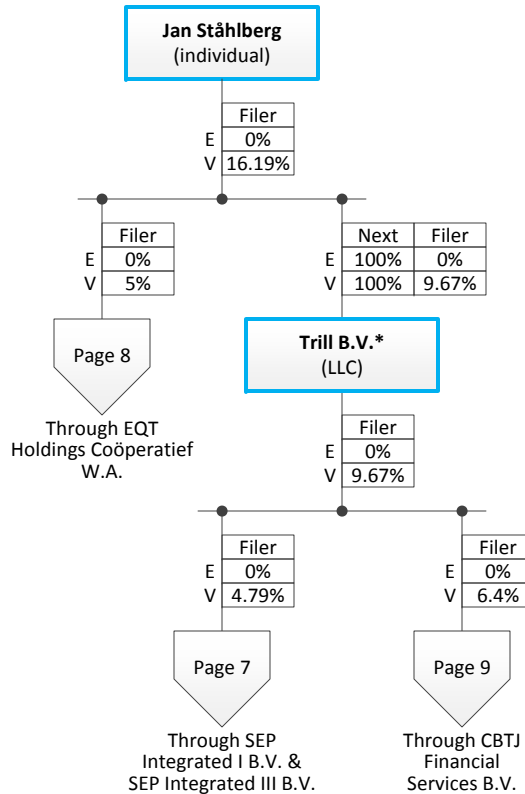 Jan Ståhlberg
(individual)
Filer
E 0%
V 16.19%
Filer
E 0%
V 5%
Next Filer
E 100% 0%
V 100% 9.67%
Page 8
Through EQT
Holdings Coöperatief
W.A.
Trill B.V.*
(LLC)
Filer
E 0%
V 9.67%
Filer
E 0%
V 4.79%
Filer
E 0%
V 6.4%
Page 7
Through SEP
Integrated I B.V. &
SEP Integrated III B.V.
Page 9
Through CBTJ
Financial
Services B.V.